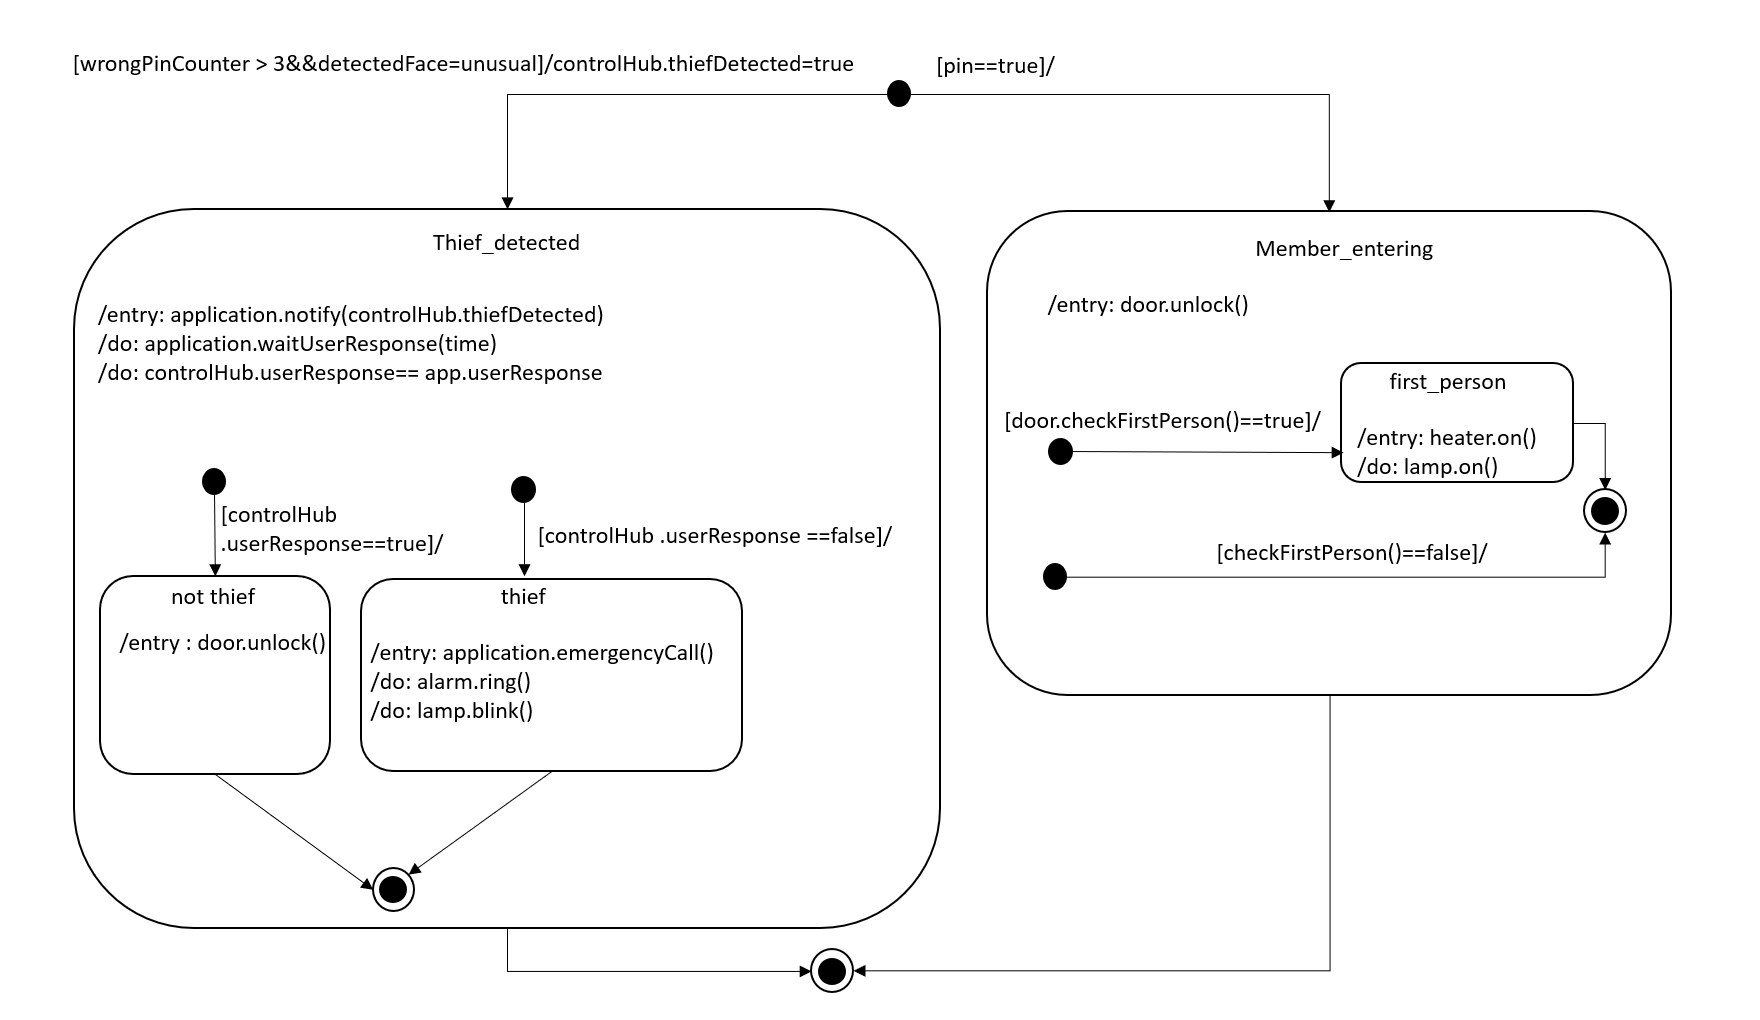 [wrongPinCounter > 3&&detectedFace=unusual]/controlHub.thiefDetected=true
[pin==true]/
Thief_detected
/entry: application.notify(controlHub.thiefDetected)
/do: application.waitUserResponse(time)
/do: controlHub.userResponse== app.userResponse
[controlHub
.userResponse==true]/
[controlHub .userResponse ==false]/
not thief
/entry : door.unlock()
thief
/entry: application.emergencyCall()
/do: alarm.ring()
/do: lamp.blink()
Member_entering
/entry: door.unlock()
[door.checkFirstPerson()==true]/
first_person
/entry: heater.on()
/do: lamp.on()
[checkFirstPerson()==false]/